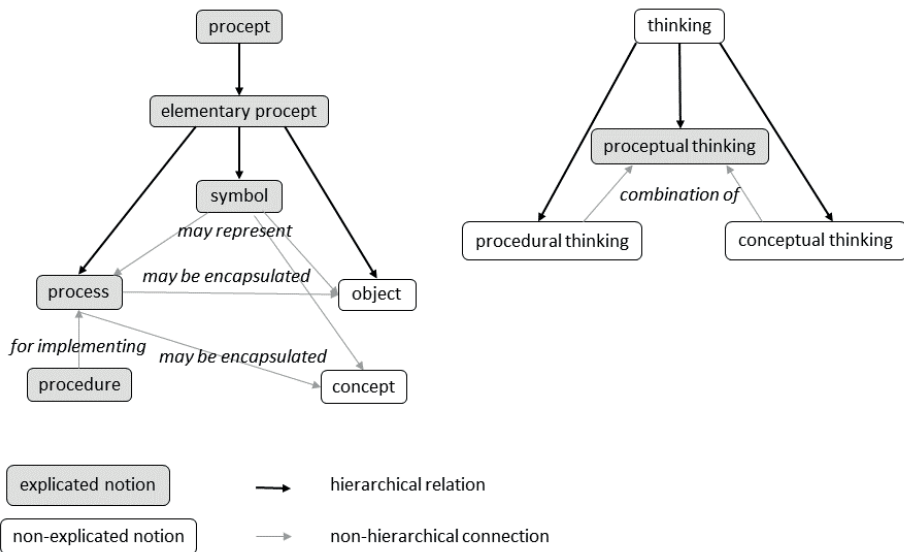 procept
thinking
elementary procept
proceptual thinking
symbol
combination of
may represent
procedural thinking
conceptual thinking
may be encapsulated
process
object
for implementing
may be encapsulated
procedure
concept
explicated notion
hierarchical relation
non-explicated notion
non-hierarchical connection